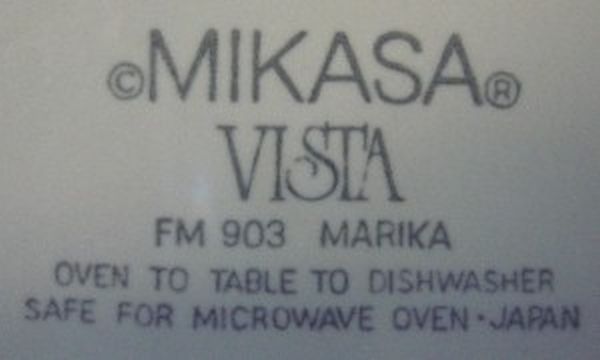 ©MIKASA®
VISTA
FM 903 MARIKA
OVEN TO TABLE TO DISHWASHER
SAFE FOR MICROWAVE OVEN·JAPAN